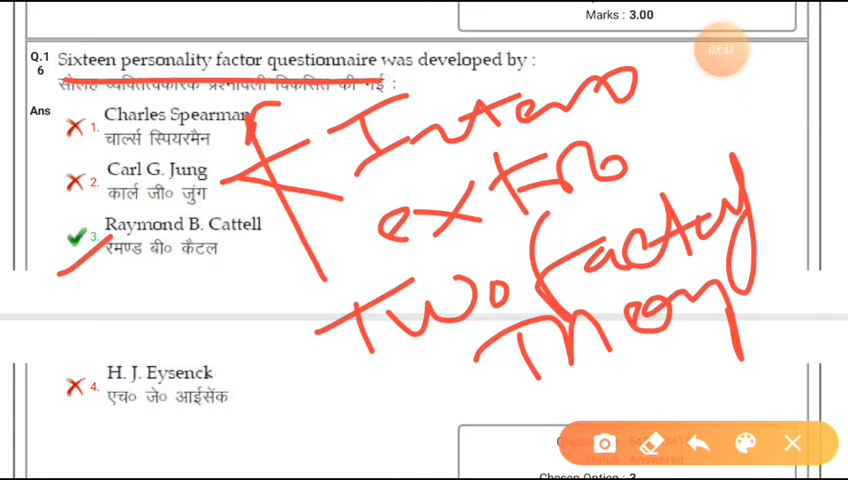 Marks : 3.00
08:41
Q.1
6
Sixteen personality factor questionnaire was developed by :
सोलह व्यक्तित्वकारक प्रश्नावली विकसित की गई :
Ans
1. Charles Spearman
चार्ल्स स्पियरमैन
2. Carl G. Jung
कार्ल जी० जुंग
3. Raymond B. Cattell
रेमण्ड बी० कैटल
Intero
extro
Two factory
Theory
4. H. J. Eysenck
एच० जे० आईसेंक
Status : Answered
Chosen Option : 3